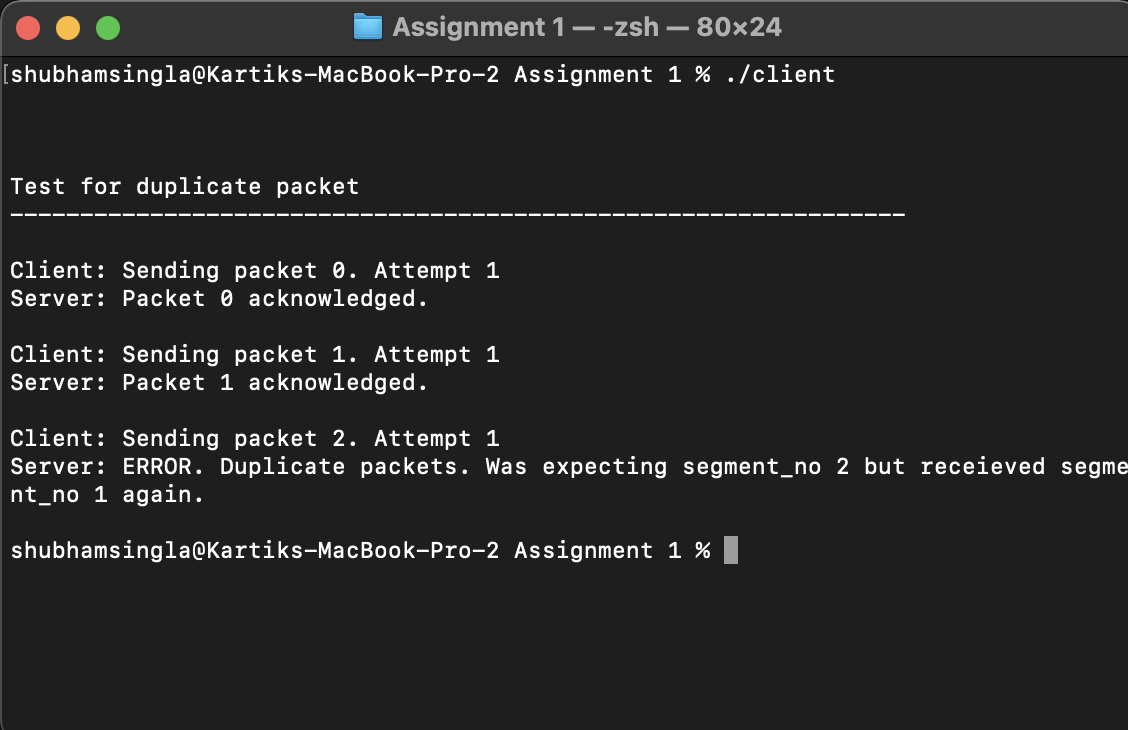 Assignment 1 — -zsh — 80×24
[shubhamsingla@Kartiks-MacBook-Pro-2 Assignment 1 % ./client
Test for duplicate packet
----------------------------------------------------------------
Client: Sending packet 0. Attempt 1
Server: Packet 0 acknowledged.
Client: Sending packet 1. Attempt 1
Server: Packet 1 acknowledged.
Client: Sending packet 2. Attempt 1
Server: ERROR. Duplicate packets. Was expecting segment_no 2 but receieved segme
nt_no 1 again.
shubhamsingla@Kartiks-MacBook-Pro-2 Assignment 1 %